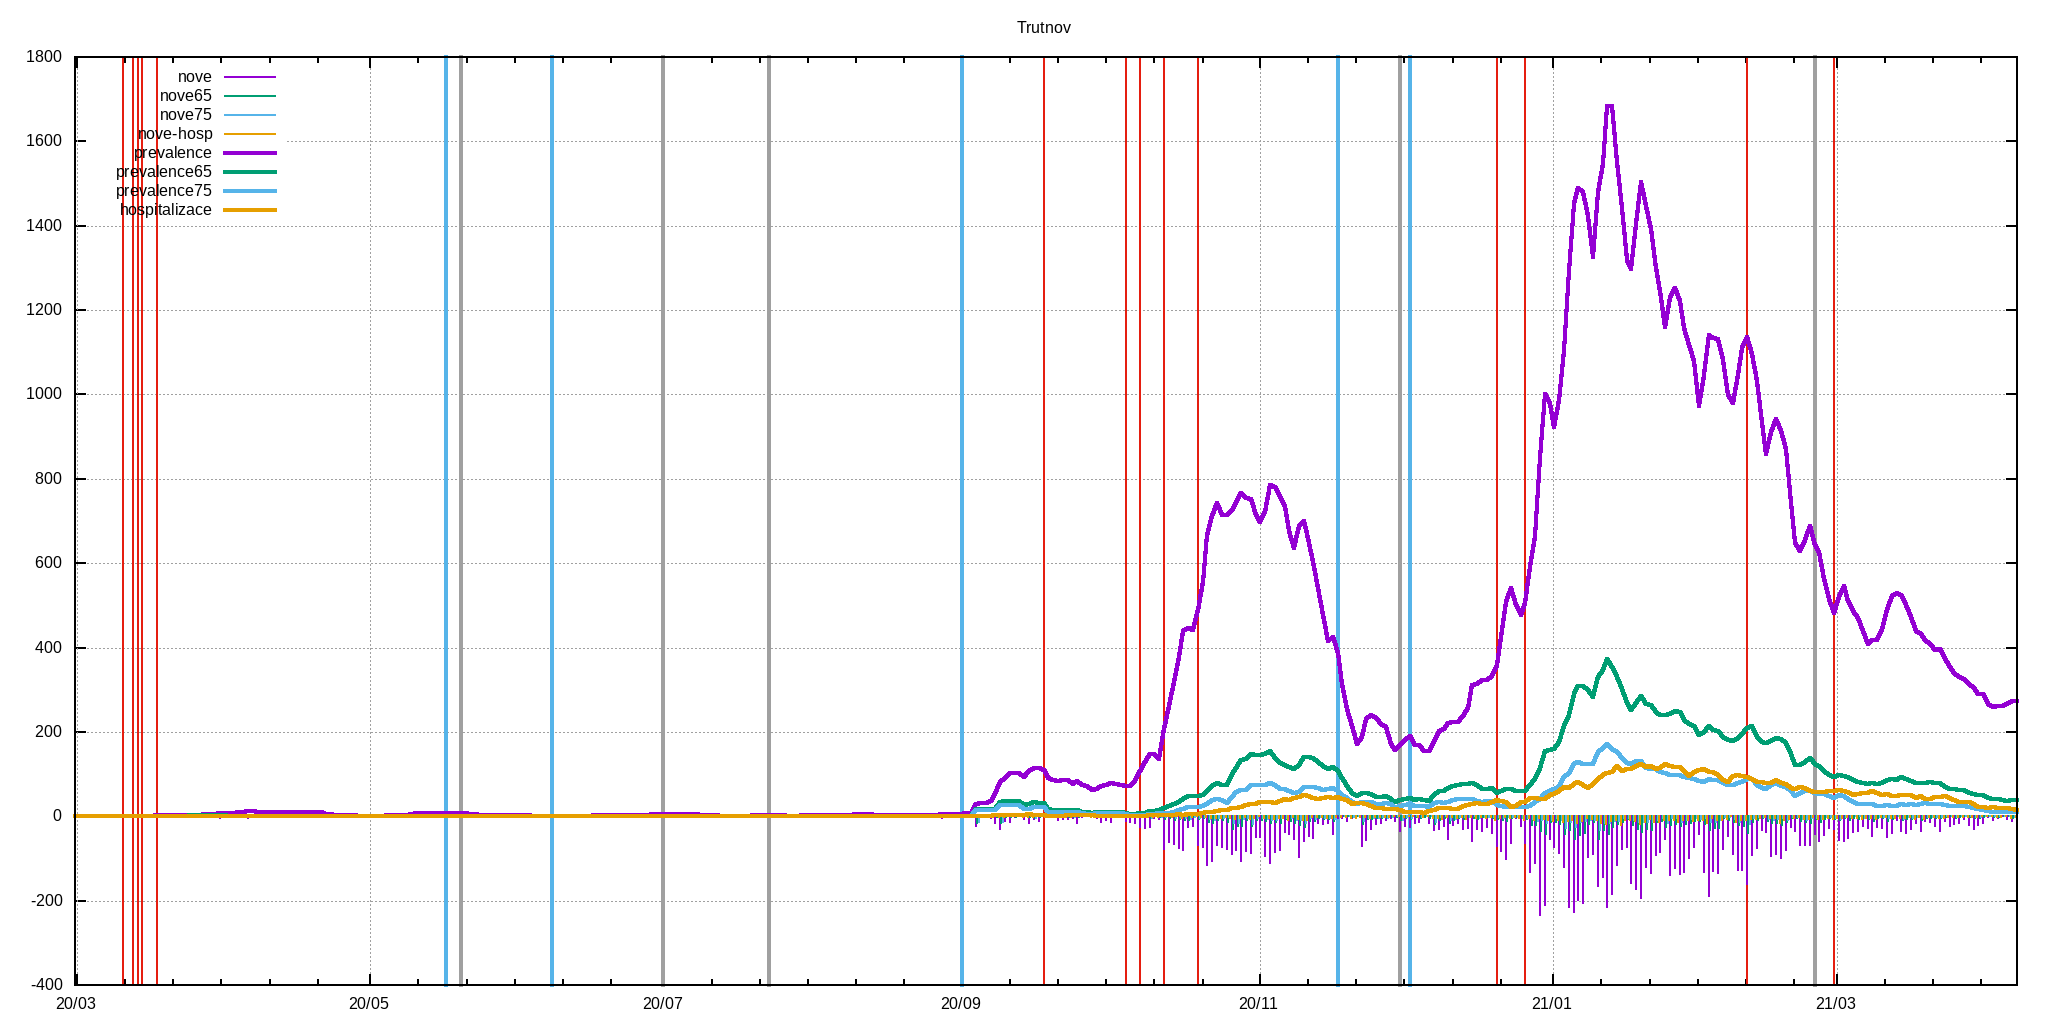 Trutnov
1800
1600
1400
1200
1000
800
600
400
200
0
-200
-400
nove
nove65
nove75
nove-hosp
prevalence
prevalence65
prevalence75
hospitalizace
20/03 20/05 20/07 20/09 20/11 21/01 21/03